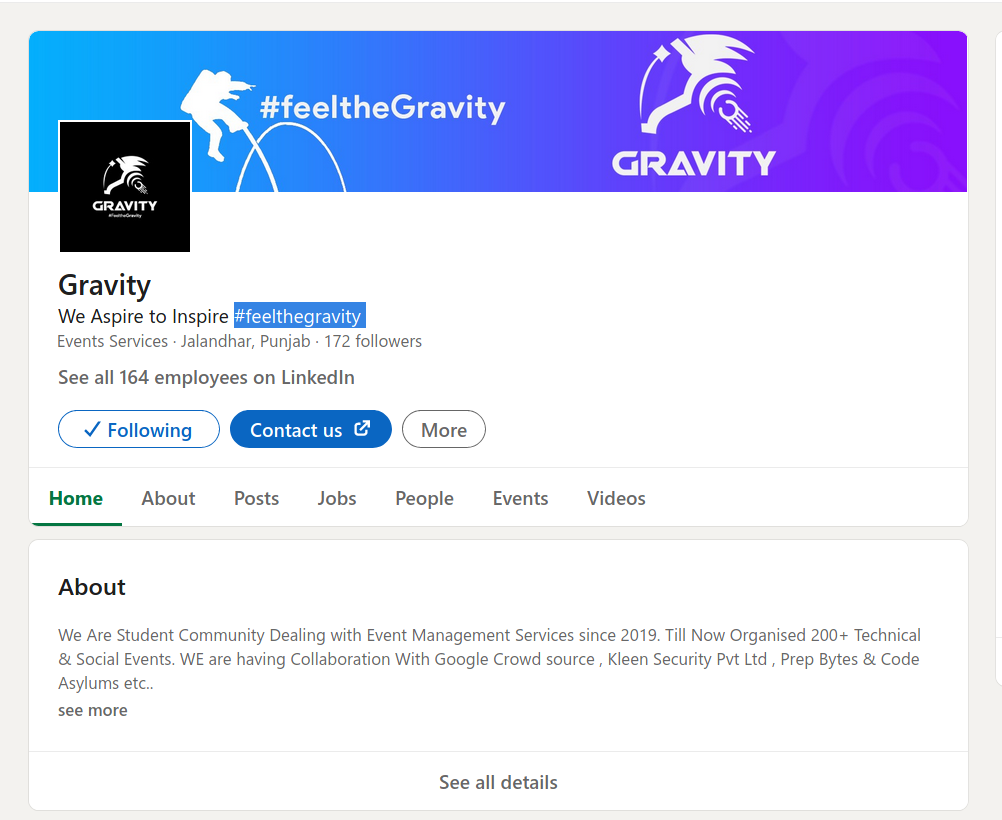 #feeltheGravity
GRAVITY
GRAVITY
#FeeltheGravity
Gravity
We Aspire to Inspire #feelthegravity
Events Services · Jalandhar, Punjab · 172 followers
See all 164 employees on LinkedIn
Following
Contact us
More
Home
About
Posts
Jobs
People
Events
Videos
About
We Are Student Community Dealing with Event Management Services since 2019. Till Now Organised 200+ Technical
& Social Events. WE are having Collaboration With Google Crowd source , Kleen Security Pvt Ltd , Prep Bytes & Code
Asylums etc..
see more
See all details